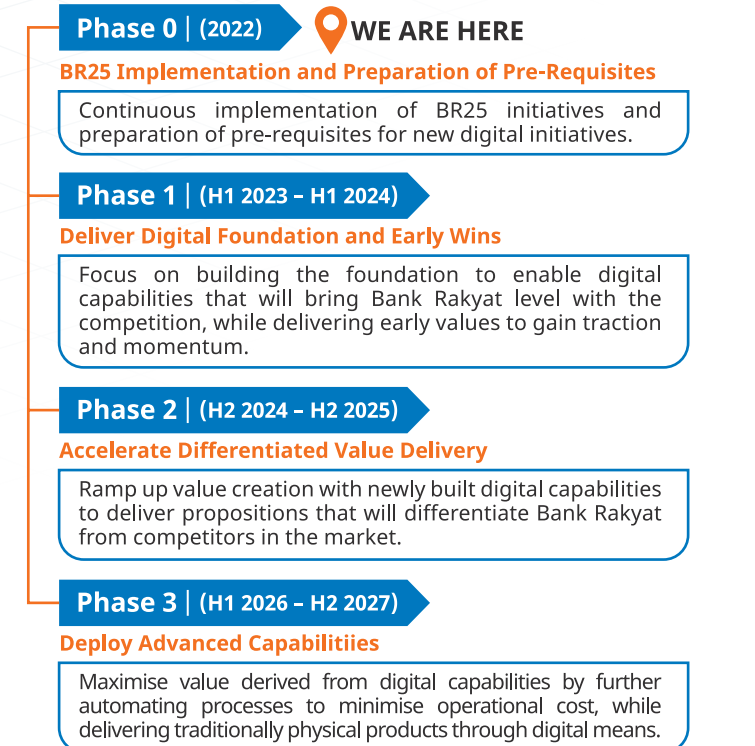 Phase 0 | (2022)
WE ARE HERE
BR25 Implementation and Preparation of Pre-Requisites
Continuous implementation of BR25 initiatives and
preparation of pre-requisites for new digital initiatives.
Phase 1 | (H1 2023 – H1 2024)
Deliver Digital Foundation and Early Wins
Focus on building the foundation to enable digital
capabilities that will bring Bank Rakyat level with the
competition, while delivering early values to gain traction
and momentum.
Phase 2 | (H2 2024 – H2 2025)
Accelerate Differentiated Value Delivery
Ramp up value creation with newly built digital capabilities
to deliver propositions that will differentiate Bank Rakyat
from competitors in the market.
Phase 3 | (H1 2026 – H2 2027)
Deploy Advanced Capabilitiies
Maximise value derived from digital capabilities by further
automating processes to minimise operational cost, while
delivering traditionally physical products through digital means.